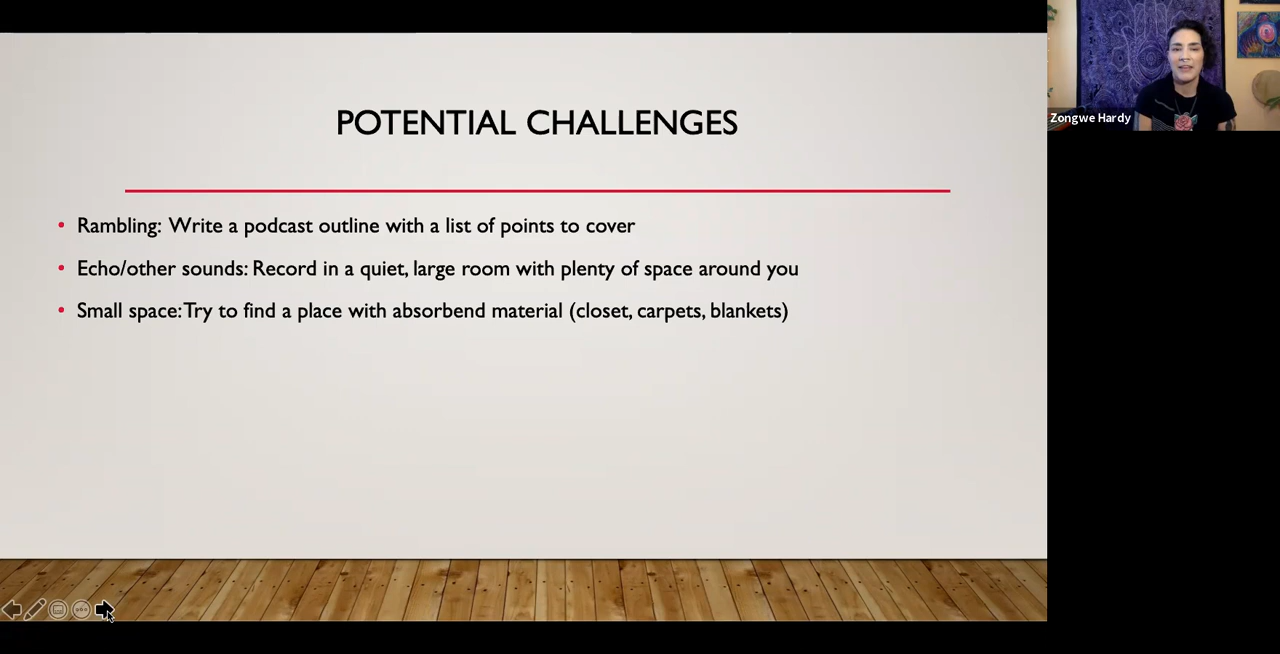 POTENTIAL CHALLENGES
Rambling: Write a podcast outline with a list of points to cover
Echo/other sounds: Record in a quiet, large room with plenty of space around you
Small space: Try to find a place with absorbend material (closet, carpets, blankets)
Zongwe Hardy